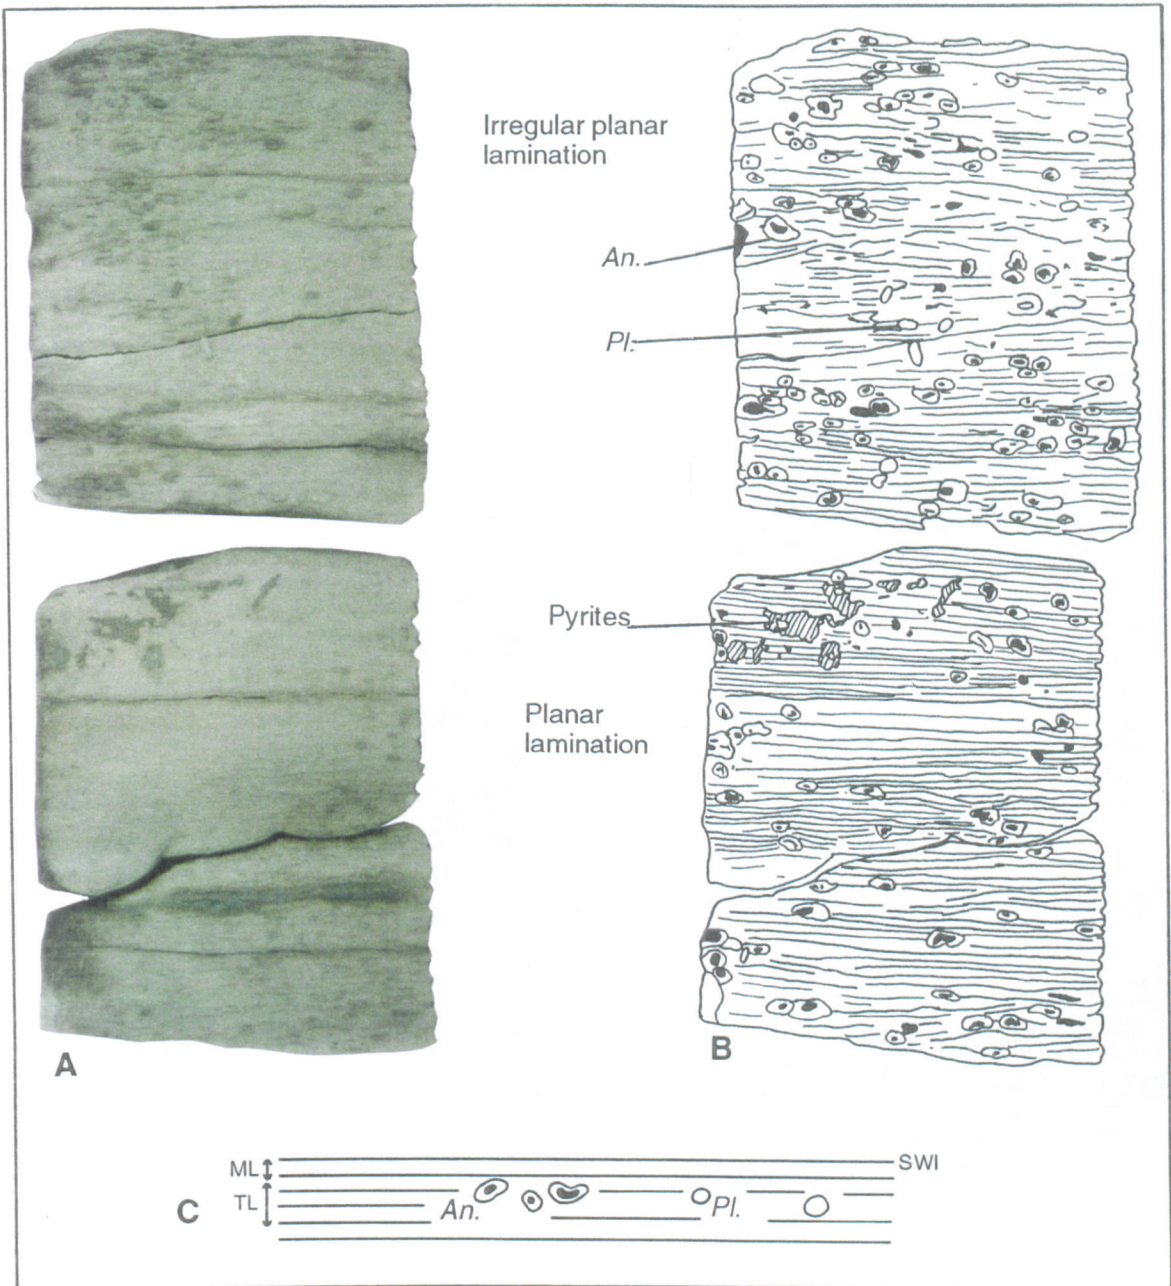 Irregular planar
lamination
An.
Pl.
Pyrites
Planar
lamination
A
B
ML
SWI
TL
C
An.
Pl.